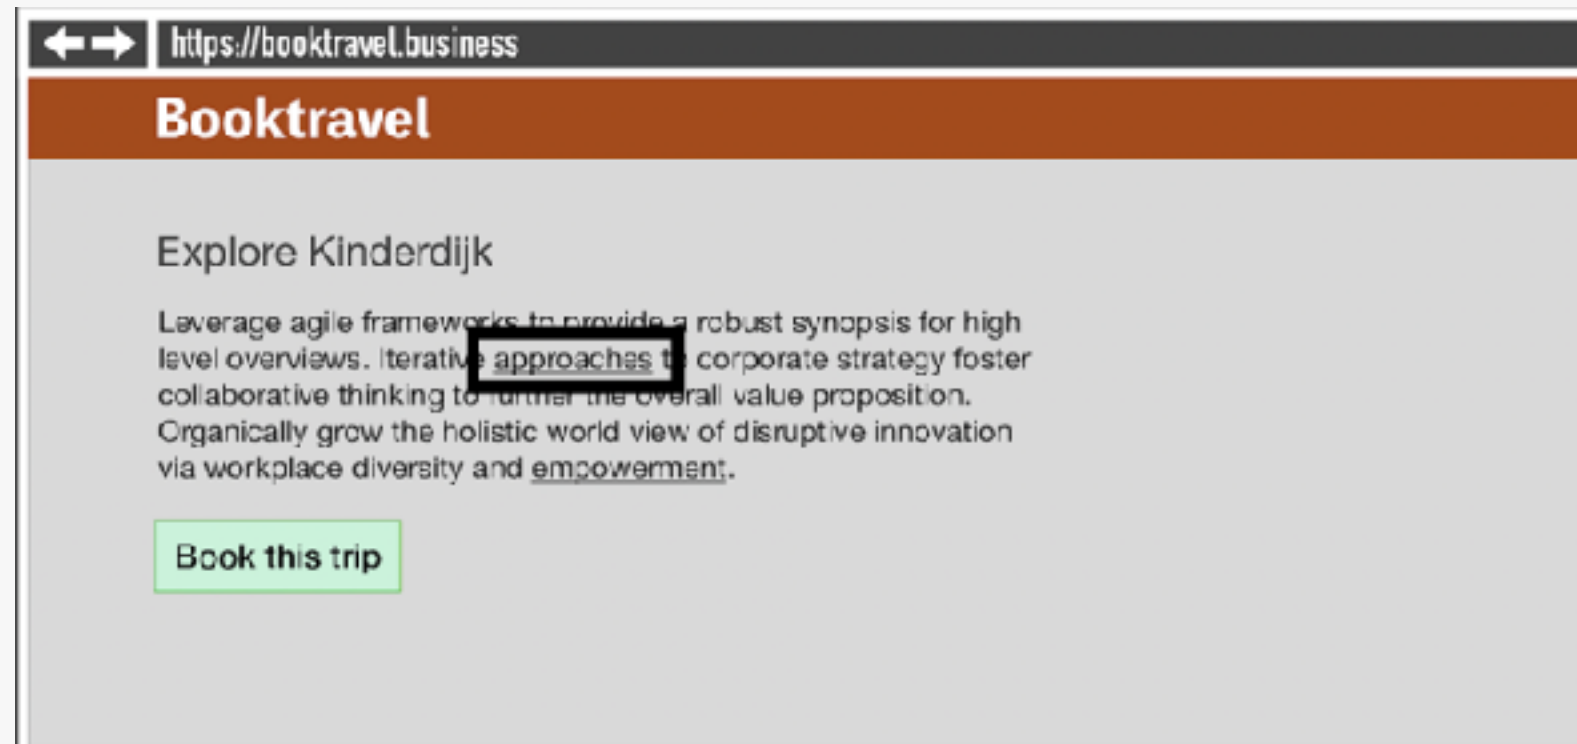 https://booktravel.business
Booktravel
Explore Kinderdijk
Leverage agile frameworks to provide a robust synopsis for high
level overviews. Iterative approaches to corporate strategy foster
collaborative thinking to further the overall value proposition.
Organically grow the holistic world view of disruptive innovation
via workplace diversity and empowerment.
Book this trip